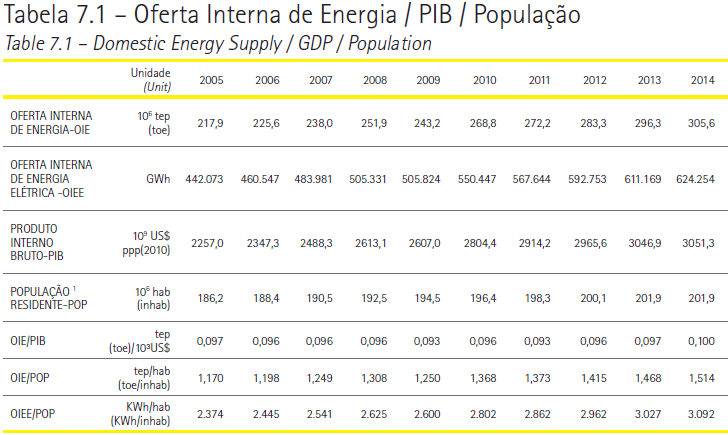 Tabela 7.1 – Oferta Interna de Energia / PIB / População
Table 7.1 – Domestic Energy Supply / GDP / Population
Unidade
(Unit) 2005 2006 2007 2008 2009 2010 2011 2012 2013 2014
OFERTA INTERNA
DE ENERGIA-OIE
10⁶ tep
(toe)
217,9 225,6 238,0 251,9 243,2 268,8 272,2 283,3 296,3 305,6
OFERTA INTERNA
DE ENERGIA
ELÉTRICA -OIEE
GWh 442.073 460.547 483.981 505.331 505.824 550.447 567.644 592.753 611.169 624.254
PRODUTO
INTERNO
BRUTO-PIB
10⁹ US$
ppp(2010)
2257,0 2347,3 2488,3 2613,1 2607,0 2804,4 2914,2 2965,6 3046,9 3051,3
POPULAÇÃO ¹
RESIDENTE-POP
10⁶ hab
(inhab)
186,2 188,4 190,5 192,5 194,5 196,4 198,3 200,1 201,9 201,9
OIE/PIB
tep
(toe)/10³US$
0,097 0,096 0,096 0,096 0,093 0,096 0,093 0,096 0,097 0,100
OIE/POP
tep/hab
(toe/inhab)
1,170 1,198 1,249 1,308 1,250 1,368 1,373 1,415 1,468 1,514
OIEE/POP
KWh/hab
(KWh/inhab)
2.374 2.445 2.541 2.625 2.600 2.802 2.862 2.962 3.027 3.092